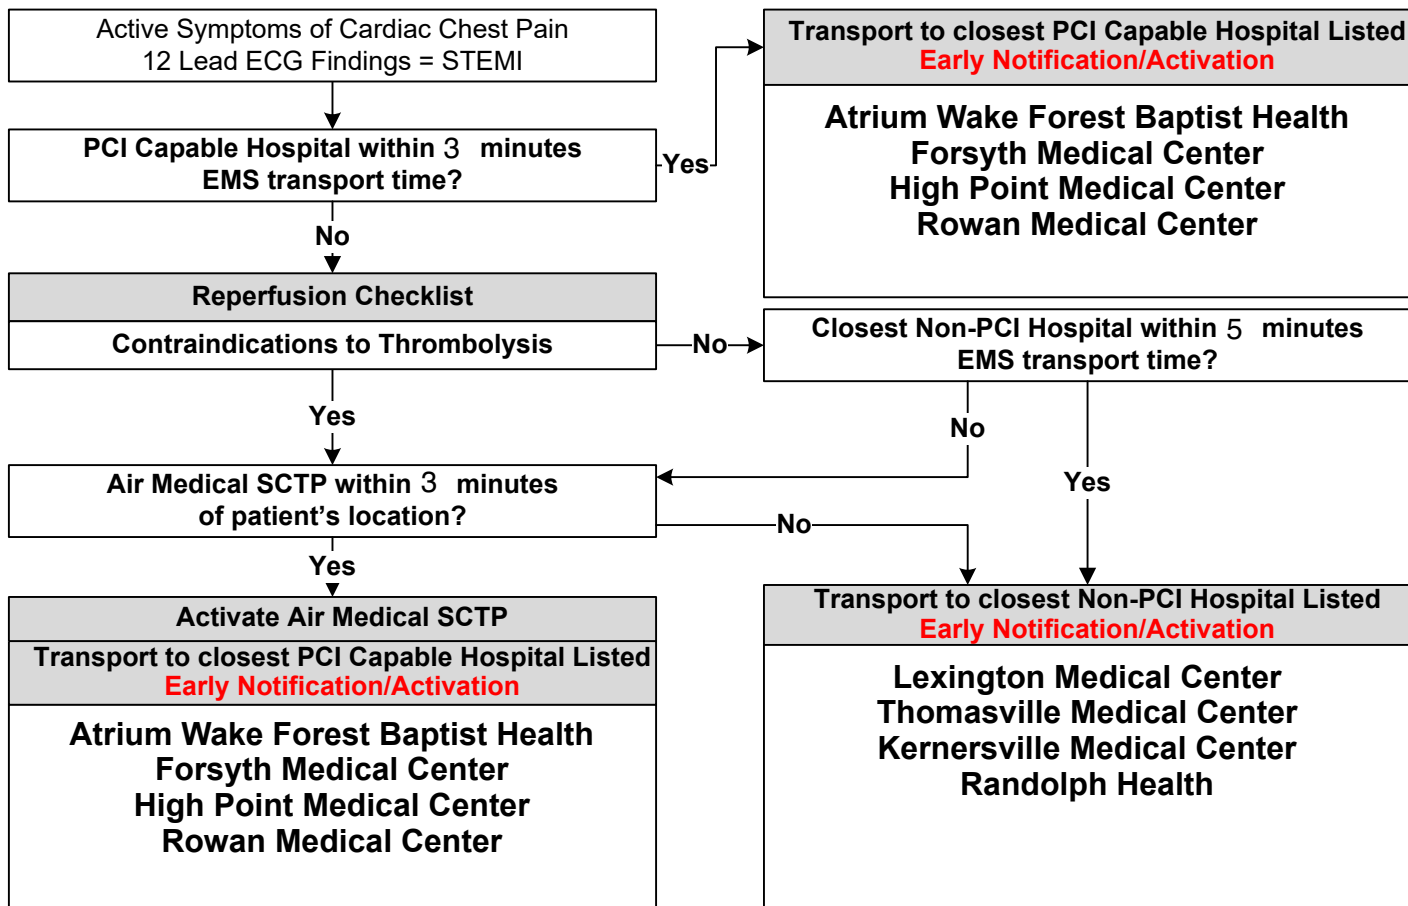 Active Symptoms of Cardiac Chest Pain
12 Lead ECG Findings = STEMI
PCI Capable Hospital within 3 minutes
EMS transport time?
Yes
Transport to closest PCI Capable Hospital Listed
Early Notification/Activation
Atrium Wake Forest Baptist Health
Forsyth Medical Center
High Point Medical Center
Rowan Medical Center
No
Reperfusion Checklist
Contraindications to Thrombolysis
No
Closest Non-PCI Hospital within 5 minutes
EMS transport time?
Yes
No
Yes
Air Medical SCTP within 3 minutes
of patient's location?
No
Yes
Activate Air Medical SCTP
Transport to closest PCI Capable Hospital Listed
Early Notification/Activation
Atrium Wake Forest Baptist Health
Forsyth Medical Center
High Point Medical Center
Rowan Medical Center
Transport to closest Non-PCI Hospital Listed
Early Notification/Activation
Lexington Medical Center
Thomasville Medical Center
Kernersville Medical Center
Randolph Health